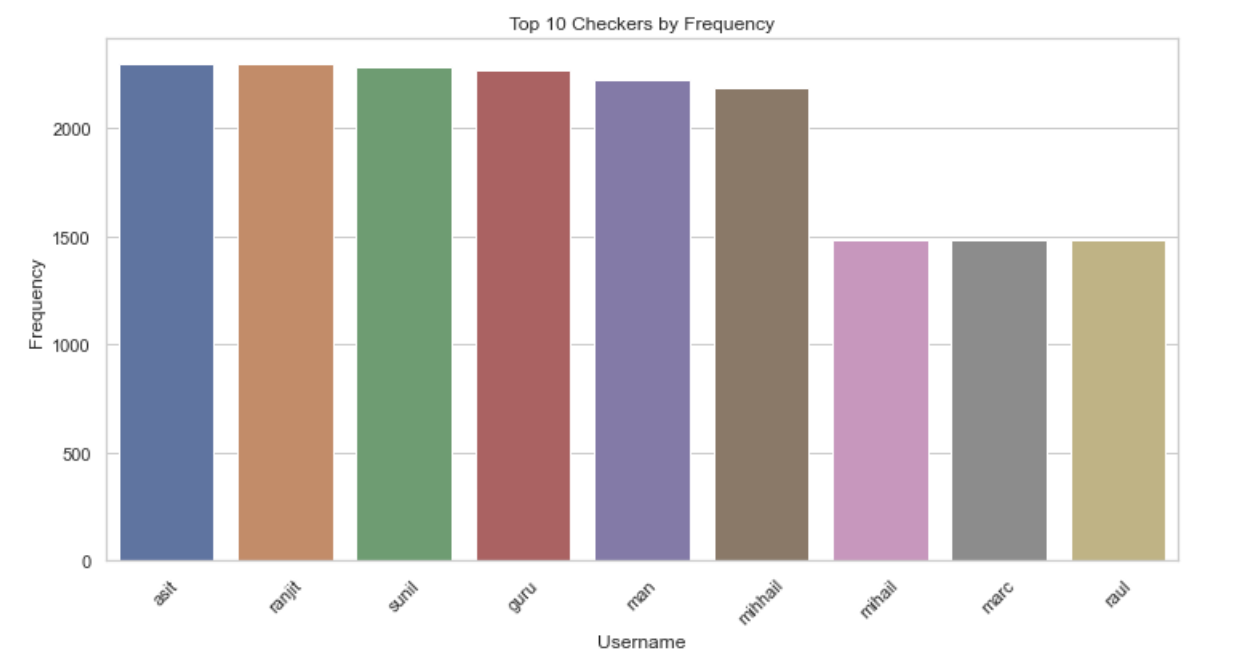 Top 10 Checkers by Frequency
2000
1500
1000
500
0
Frequency
asit
ranjit
sunil
guru
man
mihhail
mihail
marc
raul
Username